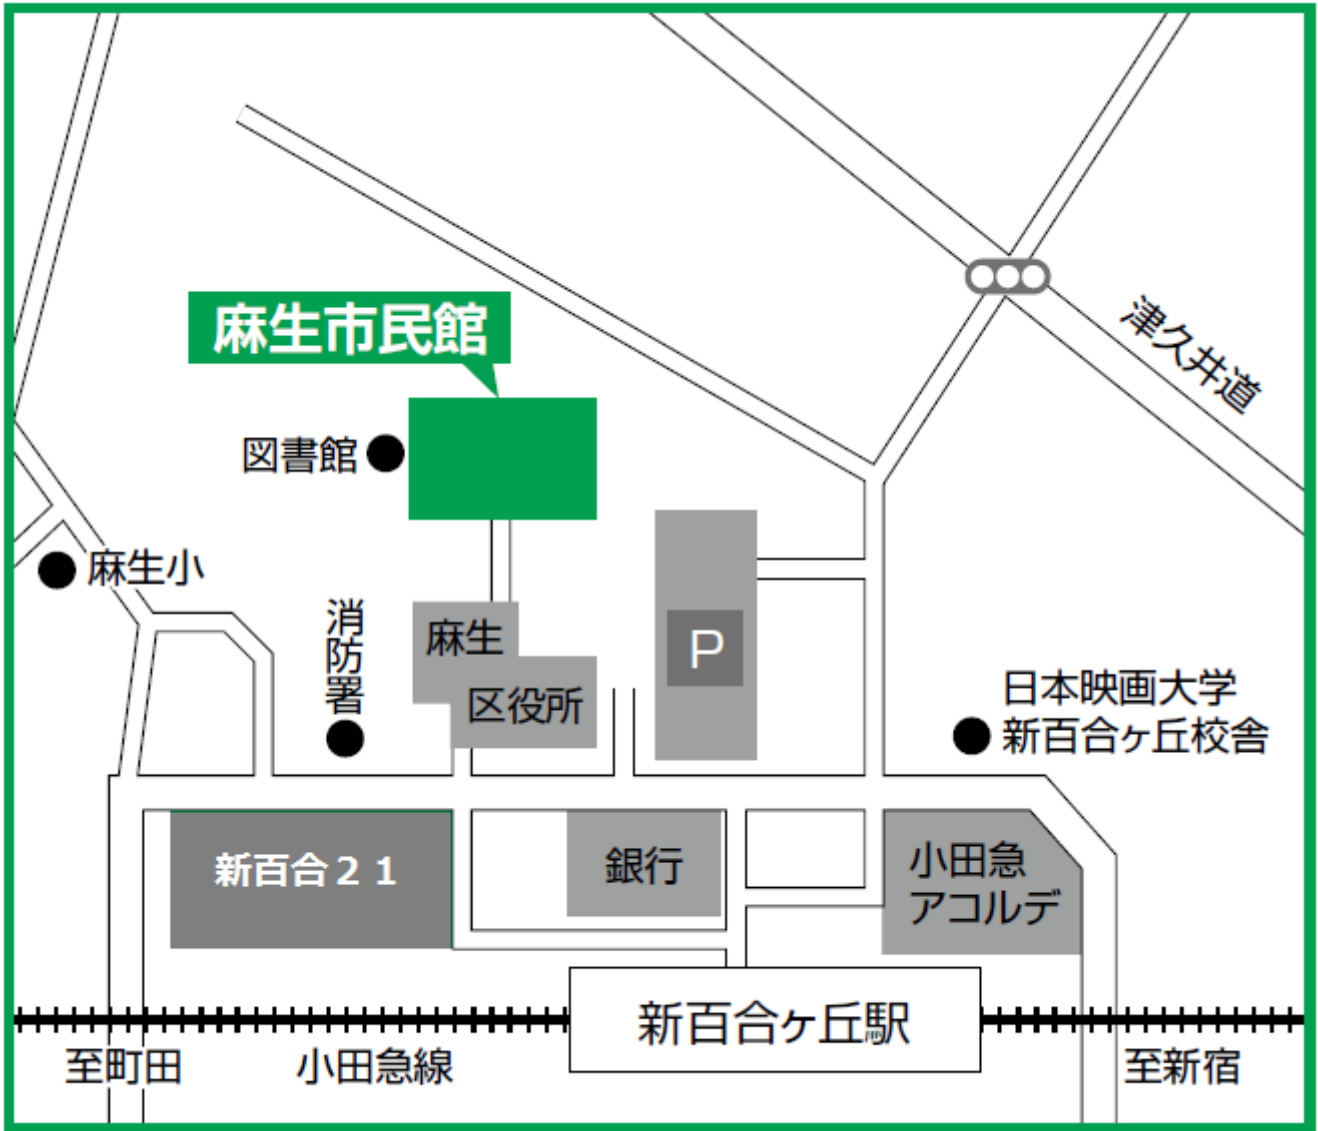 麻生市民館
津久井道
図書館
麻生小
消防署
麻生
区役所
P
日本映画大学
新百合ヶ丘校舎
新百合２１
銀行
小田急
アコルデ
新百合ヶ丘駅
至町田
小田急線
至新宿